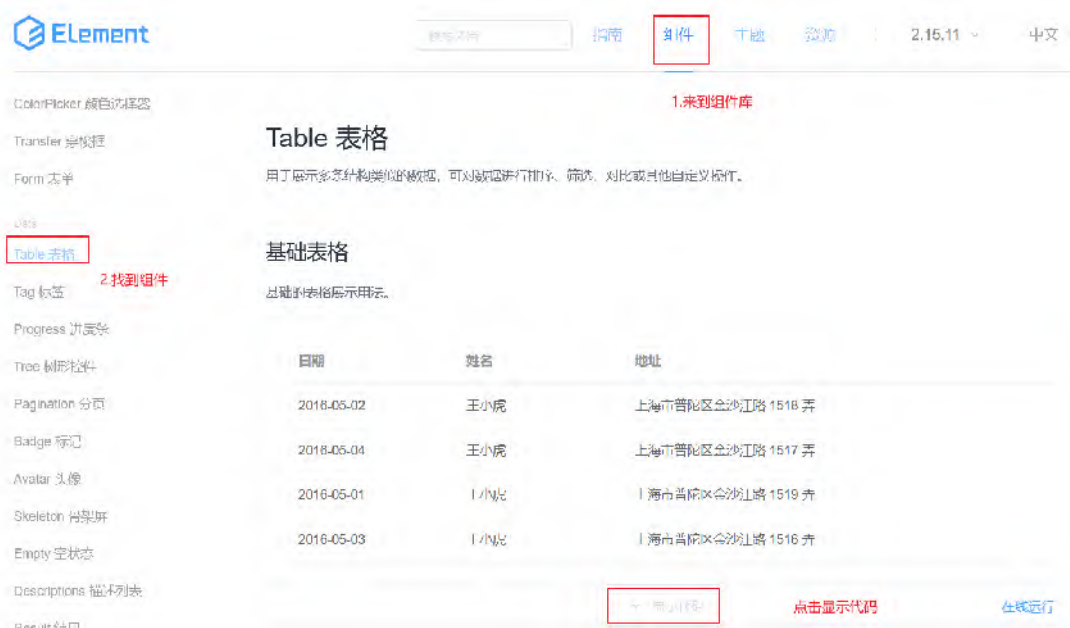 Element
指南 组件 主题 资源 2.15.11 中文
1.来到组件库
ColorPicker 颜色选择器
Transfer 穿梭框
Form 表单
Data
Table 表格
2.找到组件
Tag 标签
Progress 进度条
Tree 树形控件
Pagination 分页
Badge 标记
Avatar 头像
Skeleton 骨架屏
Empty 空状态
Descriptions 描述列表
Table 表格
用于展示多条结构类似的数据，可对数据进行排序、筛选、对比或其他自定义操作。
基础表格
基础的表格展示用法。
日期 姓名 地址
2016-05-02 王小虎 上海市普陀区金沙江路 1518 弄
2016-05-04 王小虎 上海市普陀区金沙江路 1517 弄
2016-05-01 王小虎 上海市普陀区金沙江路 1519 弄
2016-05-03 王小虎 上海市普陀区金沙江路 1516 弄
显示代码 点击显示代码 在线运行